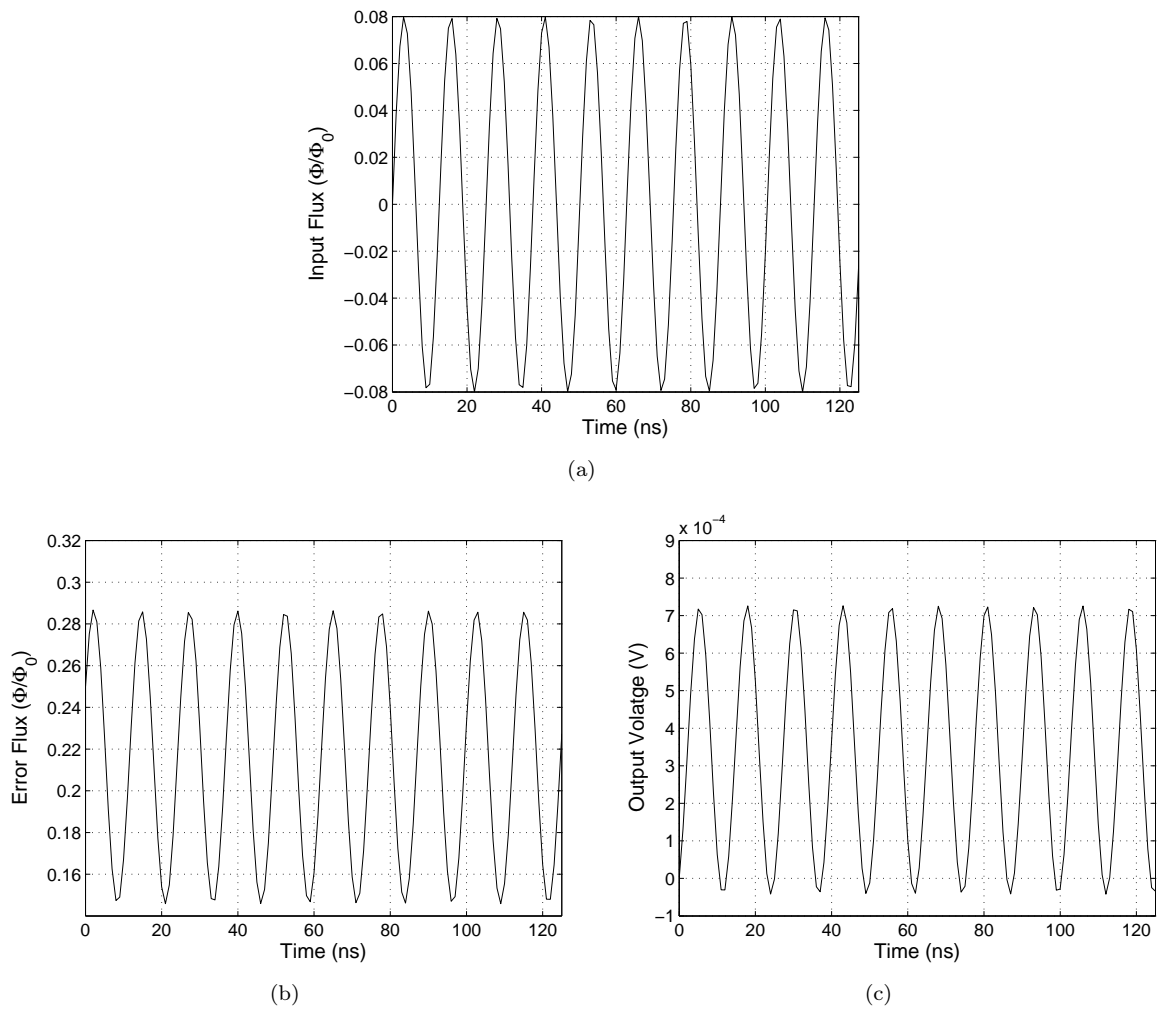 0.08
0.06
0.04
0.02
0
−0.02
−0.04
−0.06
−0.08
Input Flux (Φ/Φ0)
0 20 40 60 80 100 120
Time (ns)
(a)
0.32
0.3
0.28
0.26
0.24
0.22
0.2
0.18
0.16
Error Flux (Φ/Φ0)
0 20 40 60 80 100 120
Time (ns)
(b)
x 10−4
9
8
7
6
5
4
3
2
1
0
−1
Output Volatge (V)
0 20 40 60 80 100 120
Time (ns)
(c)